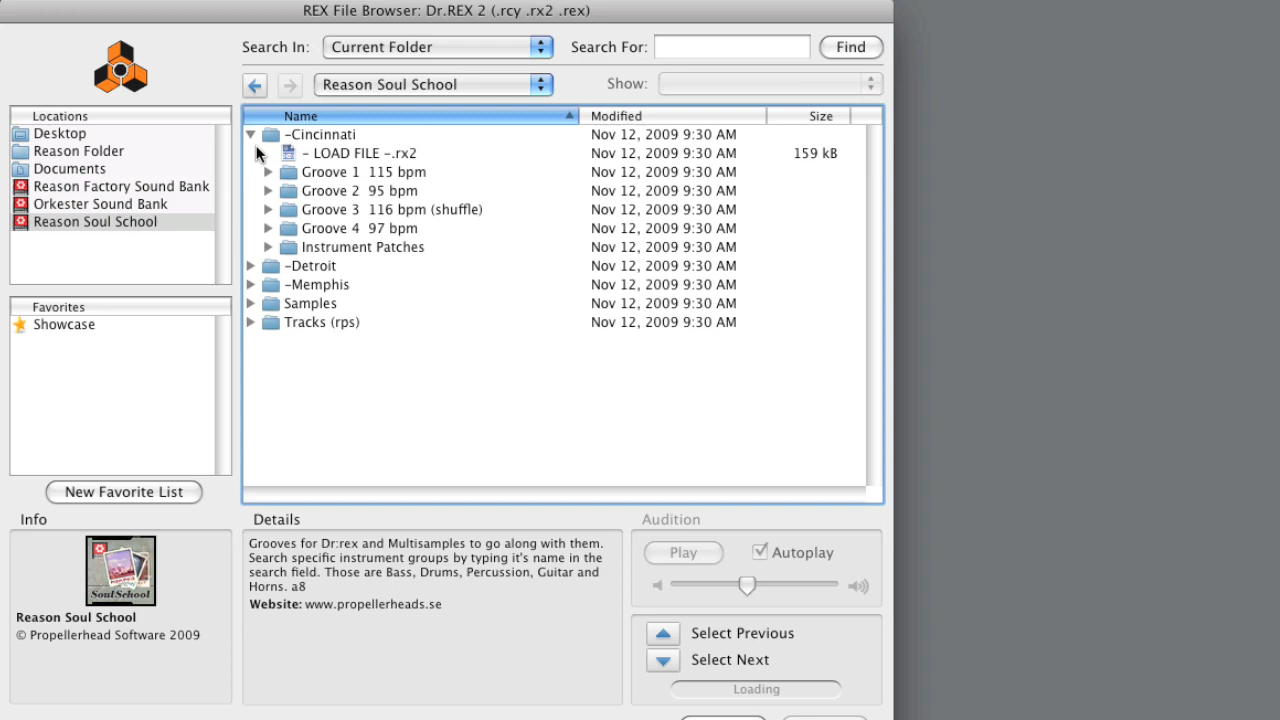 REX File Browser: Dr.REX 2 (.rcy .rx2 .rex)
Search In: Current Folder Search For: Find
Reason Soul School Show:
Locations
Desktop
Reason Folder
Documents
Reason Factory Sound Bank
Orkester Sound Bank
Reason Soul School
Favorites
Showcase
New Favorite List
Name Modified Size
-Cincinnati Nov 12, 2009 9:30 AM
- LOAD FILE -.rx2 Nov 12, 2009 9:30 AM 159 kB
Groove 1 115 bpm Nov 12, 2009 9:30 AM
Groove 2 95 bpm Nov 12, 2009 9:30 AM
Groove 3 116 bpm (shuffle) Nov 12, 2009 9:30 AM
Groove 4 97 bpm Nov 12, 2009 9:30 AM
Instrument Patches Nov 12, 2009 9:30 AM
-Detroit Nov 12, 2009 9:30 AM
-Memphis Nov 12, 2009 9:30 AM
Samples Nov 12, 2009 9:30 AM
Tracks (rps) Nov 12, 2009 9:30 AM
Info
SoulSchool
Reason Soul School
© Propellerhead Software 2009
Details
Grooves for Dr:rex and Multisamples to go along with them.
Search specific instrument groups by typing it's name in the
search field. Those are Bass, Drums, Percussion, Guitar and
Horns. a8
Website: www.propellerheads.se
Audition
Play Autoplay
Select Previous
Select Next
Loading